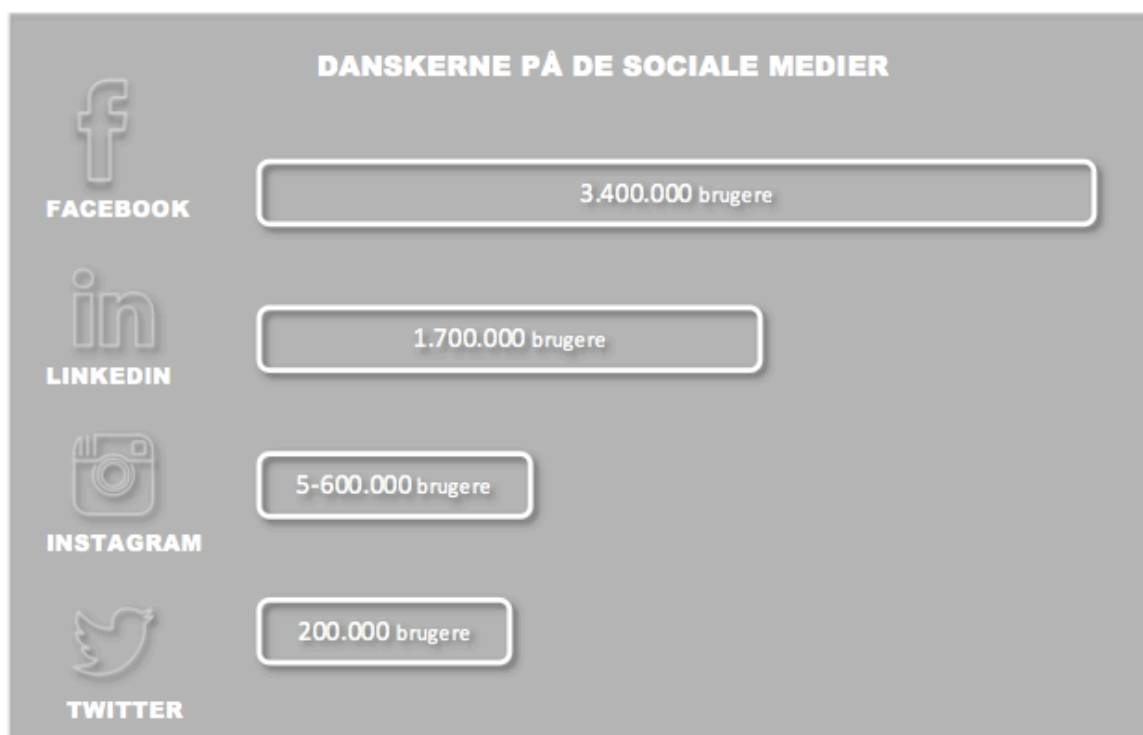 DANSKERNE PÅ DE SOCIALE MEDIER
FACEBOOK
3.400.000 brugere
in
LINKEDIN
1.700.000 brugere
INSTAGRAM
5-600.000 brugere
TWITTER
200.000 brugere